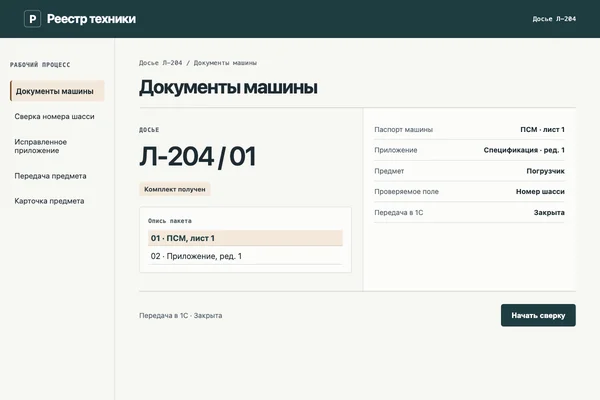 Р Реестр техники
Досье Л-204
РАБОЧИЙ ПРОЦЕСС
Документы машины
Сверка номера шасси
Исправленное
приложение
Передача предмета
Карточка предмета
Досье Л-204 / Документы машины
Документы машины
ДОСЬЕ
Л-204 / 01
Комплект получен
Опись пакета
01 · ПСМ, лист 1
02 · Приложение, ред. 1
Паспорт машины ПСМ · лист 1
Приложение Спецификация · ред. 1
Предмет Погрузчик
Проверяемое поле Номер шасси
Передача в 1С Закрыта
Передача в 1С · Закрыта
Начать сверку